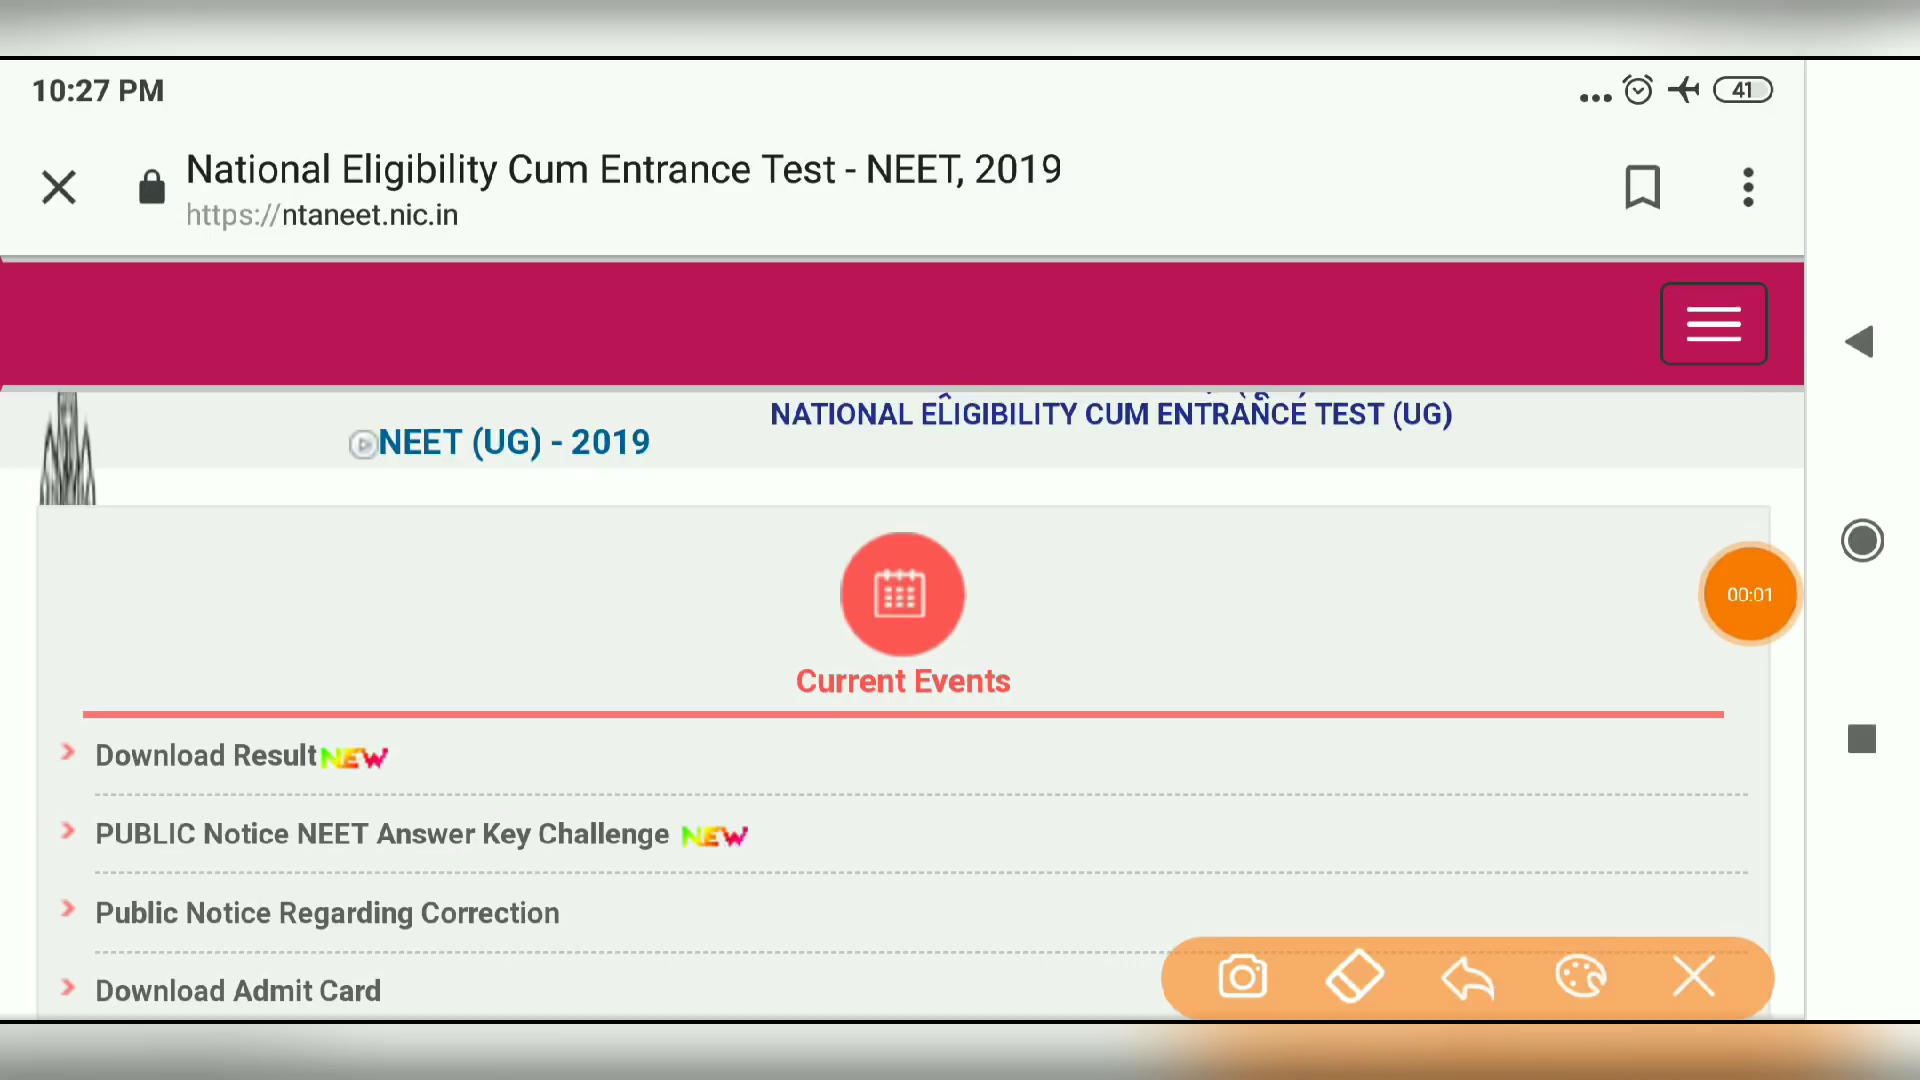 10:27 PM
41
National Eligibility Cum Entrance Test - NEET, 2019
https://ntaneet.nic.in
NATIONAL ELIGIBILITY CUM ENTRANCE TEST (UG)
NEET (UG) - 2019
00:01
Current Events
Download Result NEW
PUBLIC Notice NEET Answer Key Challenge NEW
Public Notice Regarding Correction
Download Admit Card